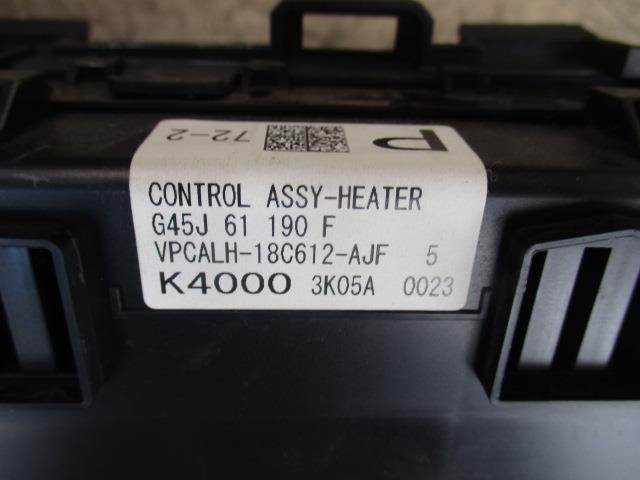 72-2 P
CONTROL ASSY-HEATER
G45J 61 190 F
VPCALH-18C612-AJF 5
K4000 3K05A 0023